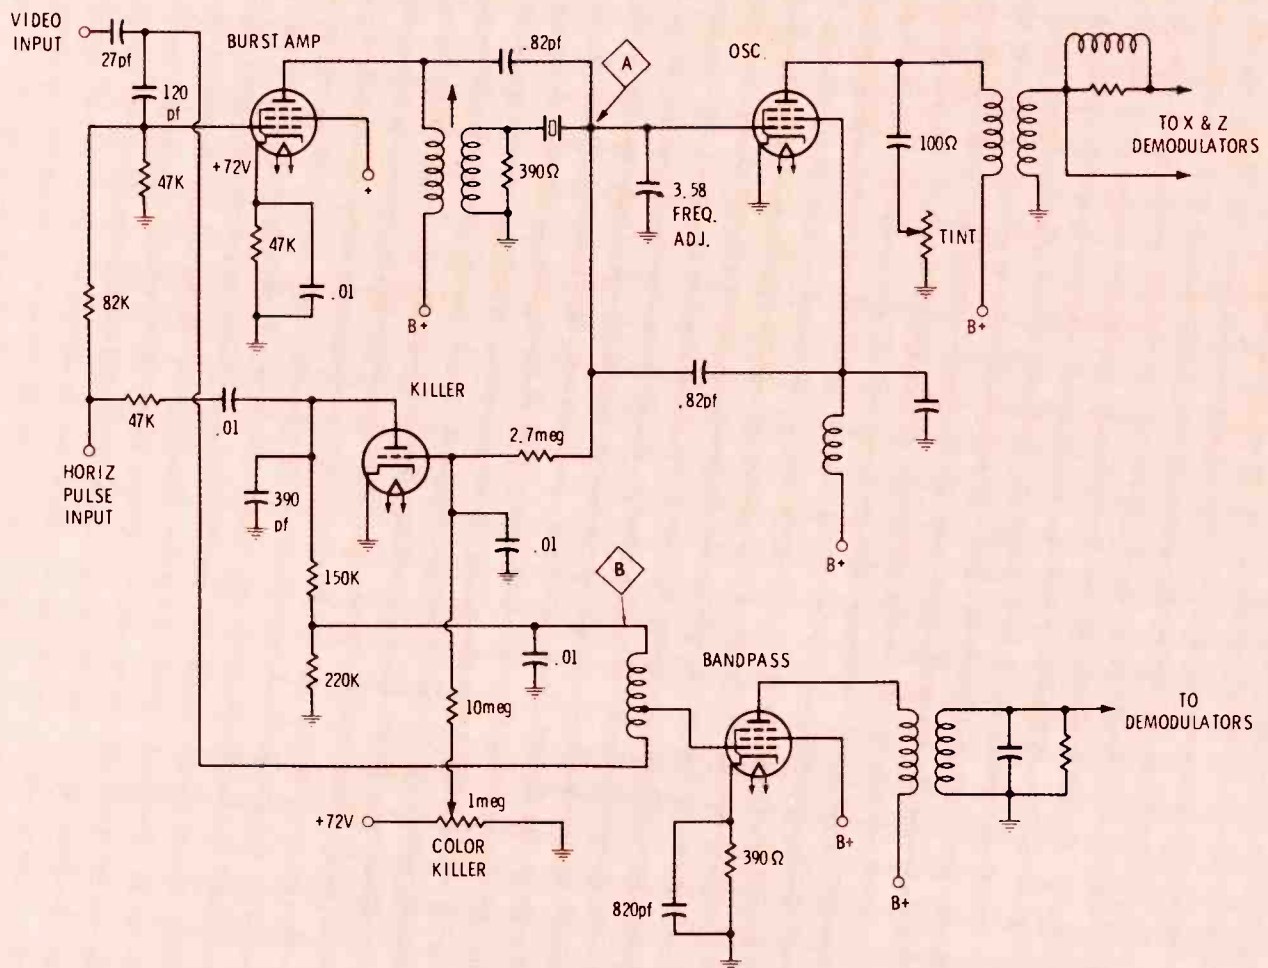 VIDEO
INPUT
27pf
120
pf
BURST AMP
.82pf
A
OSC.
+72V
+
47K
390Ω
3.58
FREQ.
ADJ.
100Ω
TINT
TO X & Z
DEMODULATORS
47K
.01
82K
B+
B+
KILLER
47K
.01
2.7meg
.82pf
HORIZ
PULSE
INPUT
390
pf
.01
B+
150K
B
.01
220K
10meg
BANDPASS
TO
DEMODULATORS
1meg
+72V
COLOR
KILLER
B+
390Ω
820pf
B+